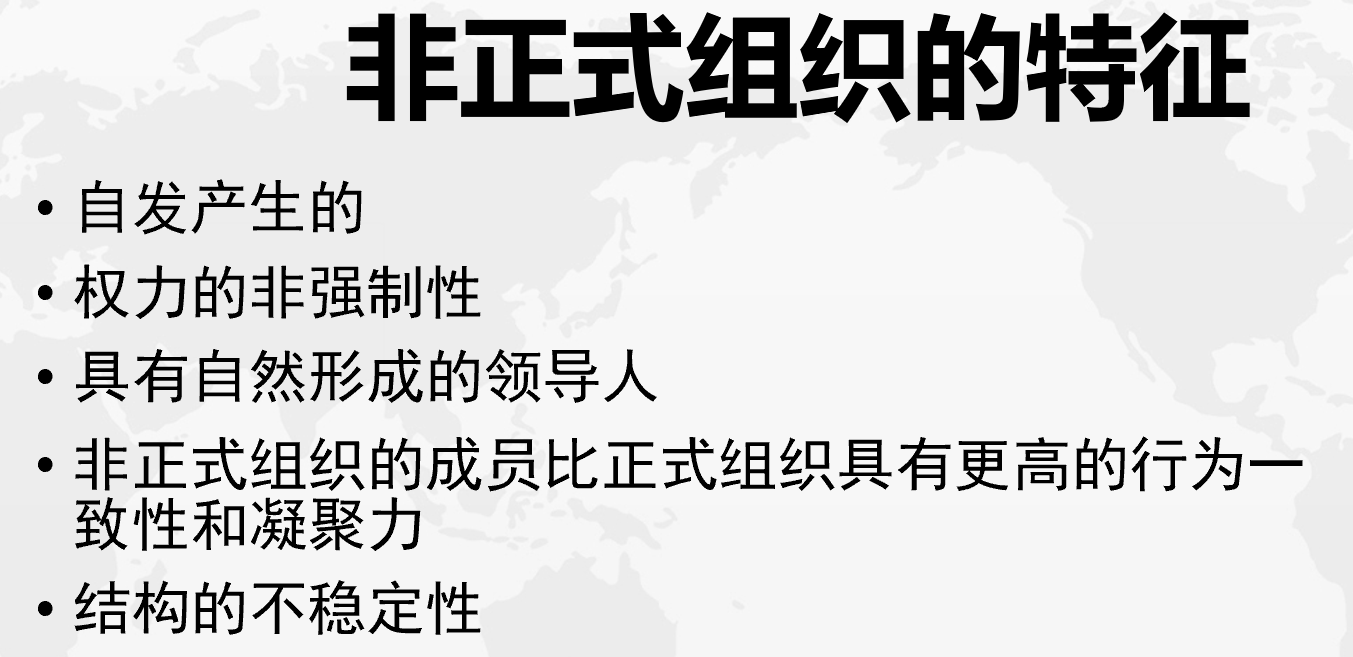 非正式组织的特征
• 自发产生的
• 权力的非强制性
• 具有自然形成的领导人
• 非正式组织的成员比正式组织具有更高的行为一
致性和凝聚力
• 结构的不稳定性